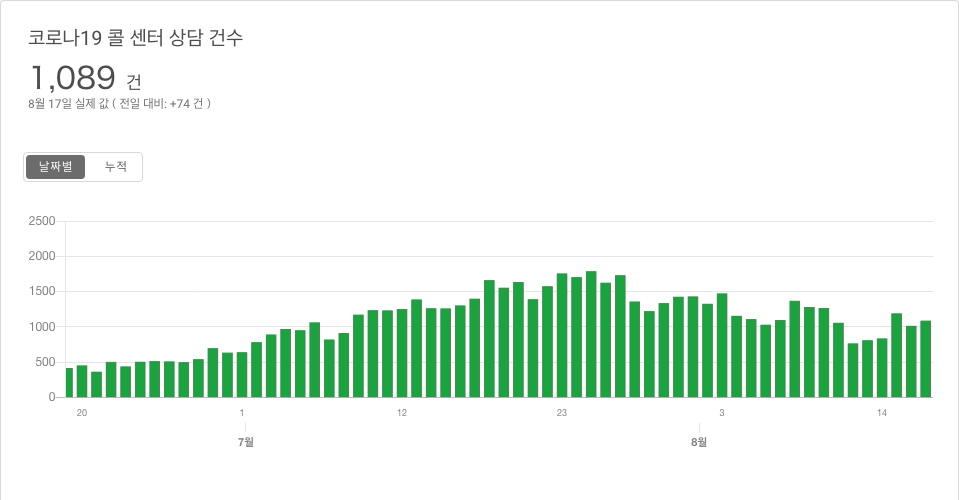 코로나19 콜 센터 상담 건수
1,089 건
8월 17일 실제 값 ( 전일 대비: +74 건 )
날짜별 누적
2500
2000
1500
1000
500
0
20 1 12 23 3 14
7월 8월